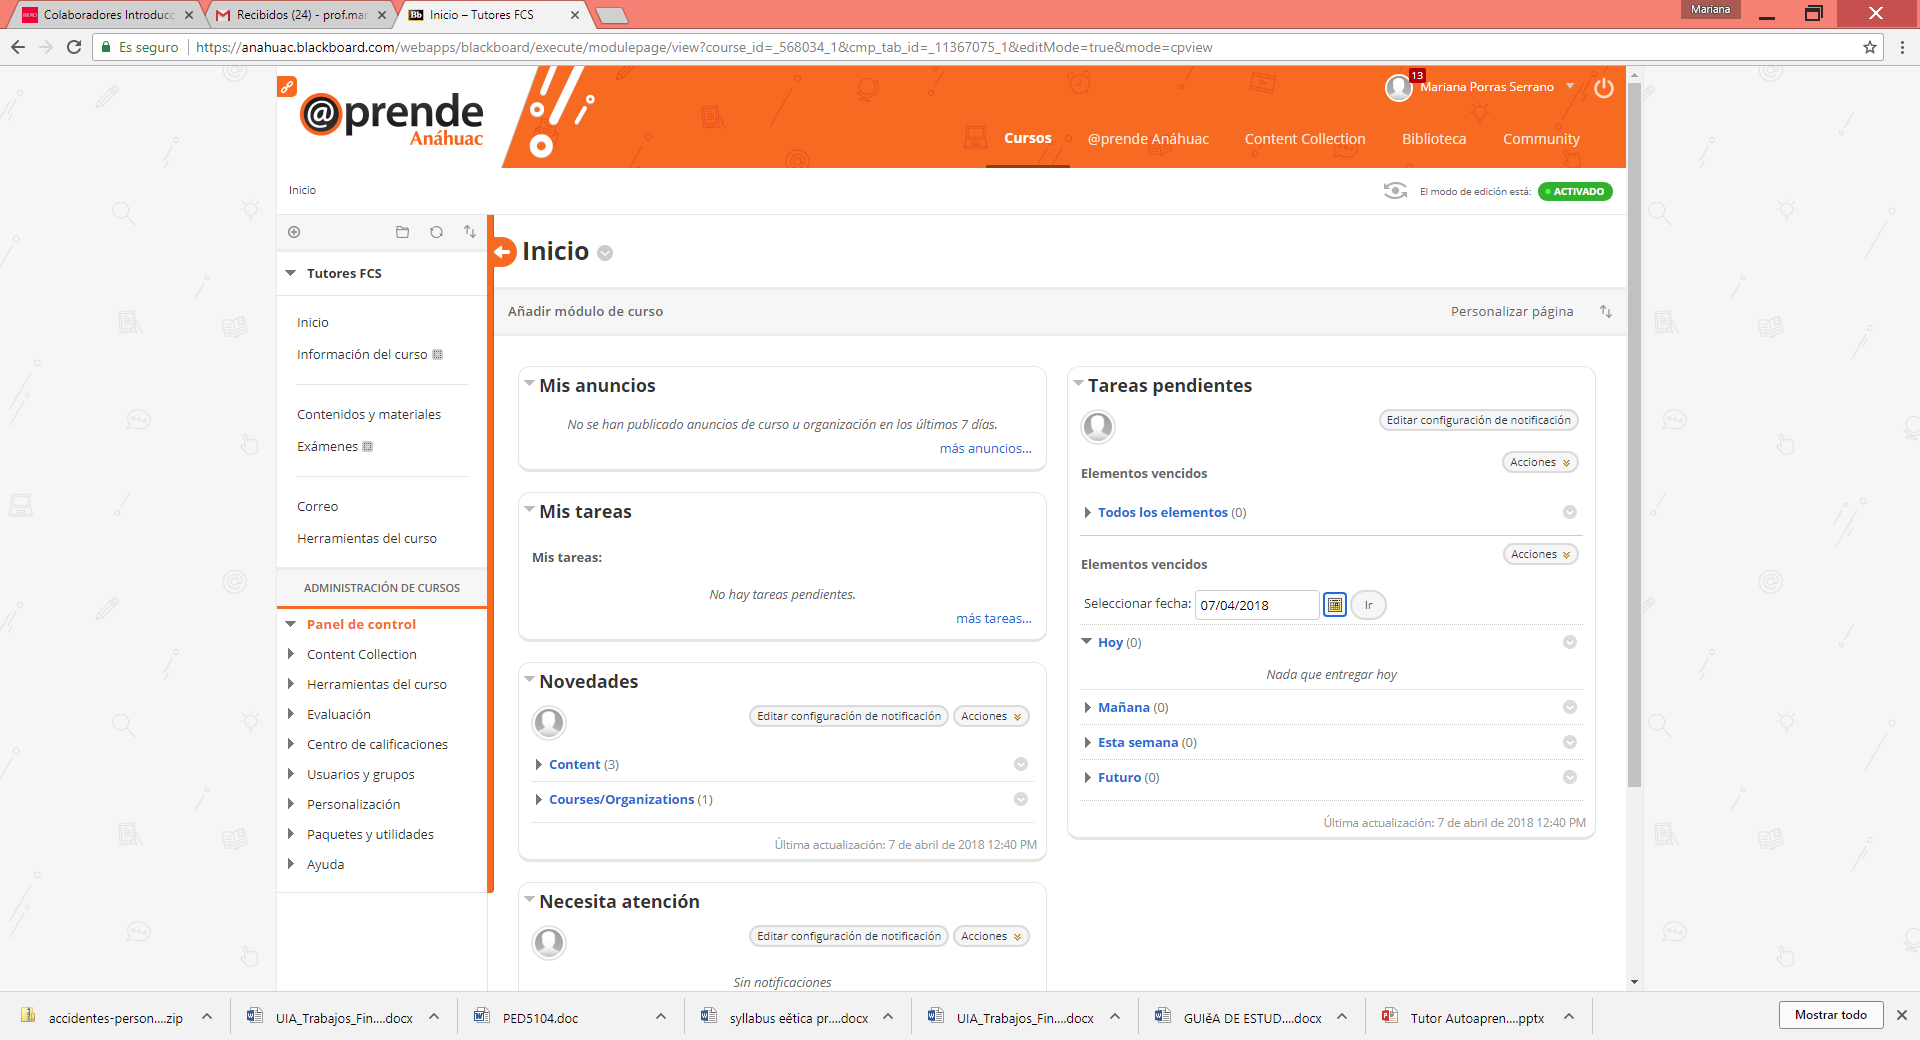 Colaboradores Introducc
Recibidos (24) - prof.mar
Inicio – Tutores FCS
Mariana
Es seguro
https://anahuac.blackboard.com/webapps/blackboard/execute/modulepage/view?course_id=_568034_1&cmp_tab_id=_11367075_1&editMode=true&mode=cpview
@prende
Anáhuac
13
Mariana Porras Serrano
Cursos
@prende Anáhuac
Content Collection
Biblioteca
Community
Inicio
El modo de edición está:
ACTIVADO
Tutores FCS
Inicio
Información del curso
Contenidos y materiales
Exámenes
Correo
Herramientas del curso
ADMINISTRACIÓN DE CURSOS
Panel de control
Content Collection
Herramientas del curso
Evaluación
Centro de calificaciones
Usuarios y grupos
Personalización
Paquetes y utilidades
Ayuda
Inicio
Añadir módulo de curso
Personalizar página
Mis anuncios
No se han publicado anuncios de curso u organización en los últimos 7 días.
más anuncios...
Mis tareas
Mis tareas:
No hay tareas pendientes.
más tareas...
Novedades
Editar configuración de notificación
Acciones
Content (3)
Courses/Organizations (1)
Última actualización: 7 de abril de 2018 12:40 PM
Necesita atención
Editar configuración de notificación
Acciones
Sin notificaciones
Tareas pendientes
Editar configuración de notificación
Acciones
Elementos vencidos
Todos los elementos (0)
Acciones
Elementos vencidos
Seleccionar fecha: 07/04/2018
Ir
Hoy (0)
Nada que entregar hoy
Mañana (0)
Esta semana (0)
Futuro (0)
Última actualización: 7 de abril de 2018 12:40 PM
accidentes-person....zip
UIA_Trabajos_Fin....docx
PED5104.doc
syllabus eética pr....docx
UIA_Trabajos_Fin....docx
GUIéA DE ESTUD....docx
Tutor Autoapren....pptx
Mostrar todo